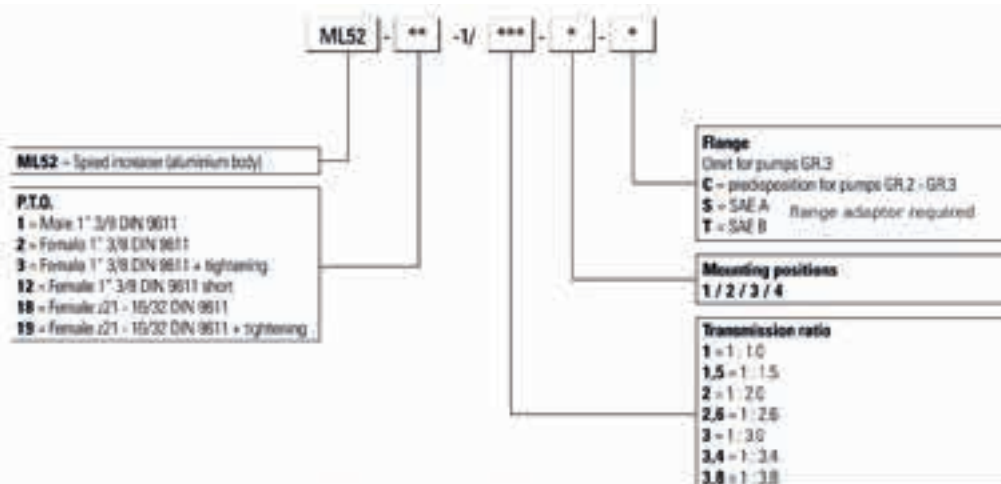 ML52 - ** -1/ *** - * - *
ML52 = Speed increaser (aluminium body)
P.T.O.
1 = Male 1" 3/8 DIN 9611
2 = Female 1" 3/8 DIN 9611
3 = Female 1" 3/8 DIN 9611 + tightening
12 = Female 1" 3/8 DIN 9611 short
18 = Female z21 - 16/32 DIN 9611
19 = Female z21 - 16/32 DIN 9611 + tightening
Flange
Omit for pumps GR.3
C = predisposition for pumps GR.2 - GR.3
S = SAE A flange adaptor required
T = SAE B
Mounting positions
1 / 2 / 3 / 4
Transmission ratio
1 = 1 : 1.0
1,5 = 1 : 1.5
2 = 1 : 2.0
2,6 = 1 : 2.6
3 = 1 : 3.0
3,4 = 1 : 3.4
3,8 = 1 : 3.8